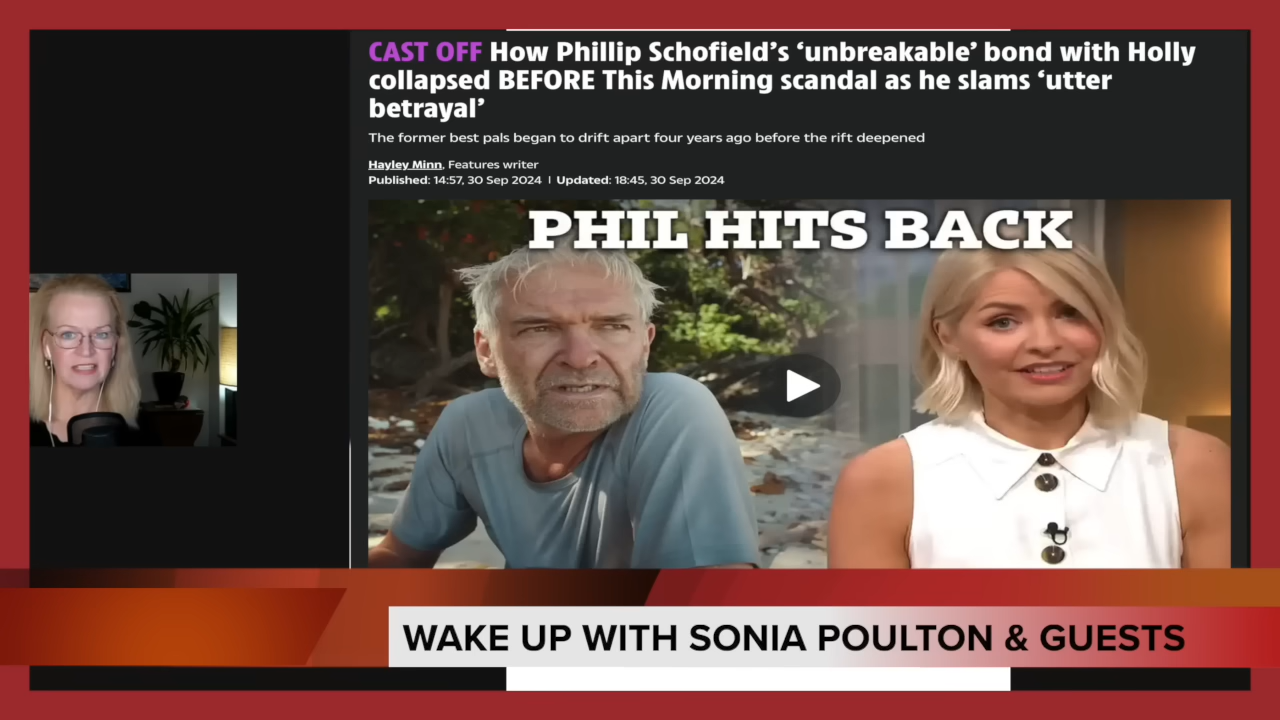 CAST OFF How Phillip Schofield’s ‘unbreakable’ bond with Holly
collapsed BEFORE This Morning scandal as he slams ‘utter
betrayal’
The former best pals began to drift apart four years ago before the rift deepened
Hayley Minn, Features writer
Published: 14:57, 30 Sep 2024 | Updated: 18:45, 30 Sep 2024
PHIL HITS BACK
WAKE UP WITH SONIA POULTON & GUESTS